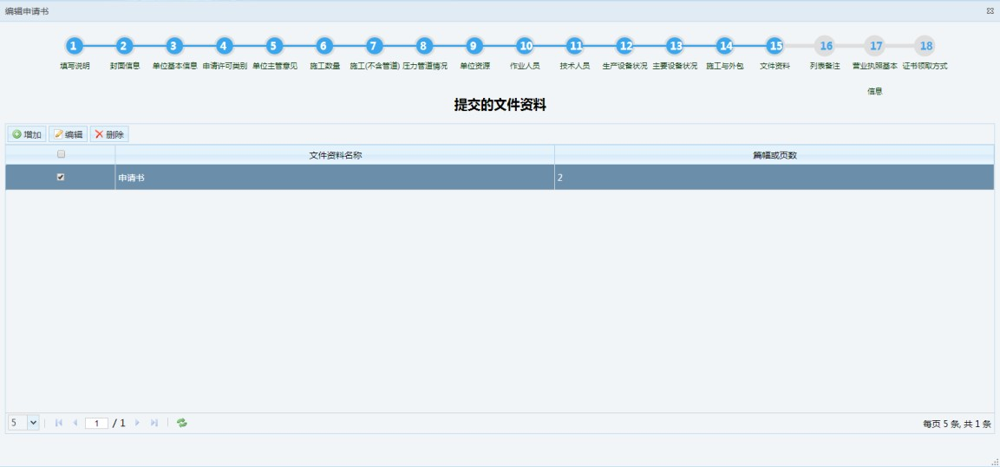 编辑申请书
1 2 3 4 5 6 7 8 9 10 11 12 13 14 15 16 17 18
填写说明 封面信息 单位基本信息 申请许可类别 单位主管意见 施工数量 施工(不含管道) 压力管道情况 单位资源 作业人员 技术人员 生产设备状况 主要设备状况 施工与外包 文件资料 列表备注 营业执照基本信息 证书领取方式
提交的文件资料
增加 编辑 删除
文件资料名称 篇幅或页数
申请书 2
5 1 / 1 每页 5 条, 共 1 条